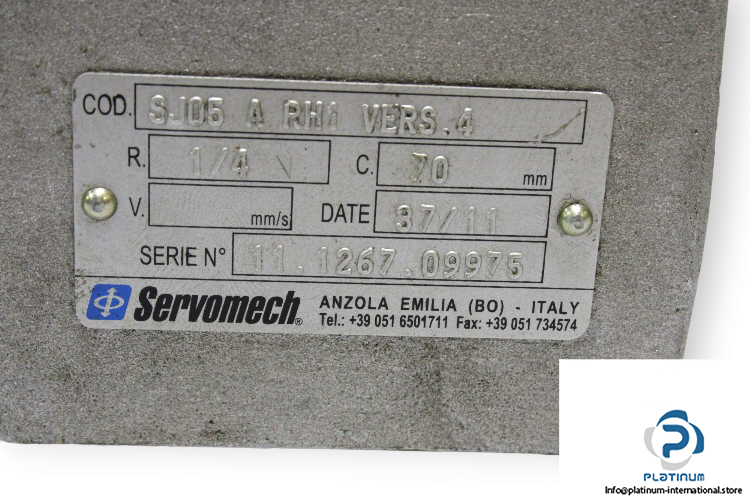 COD. SJ05 A RH1 VERS.4
R. 1/4 C. 70 mm
V. mm/s DATE 37/11
SERIE N° 11.1267.09975
Servomech® ANZOLA EMILIA (BO) - ITALY
Tel.: +39 051 6501711 Fax: +39 051 734574
PLATINUM
Info@platinum-international.store